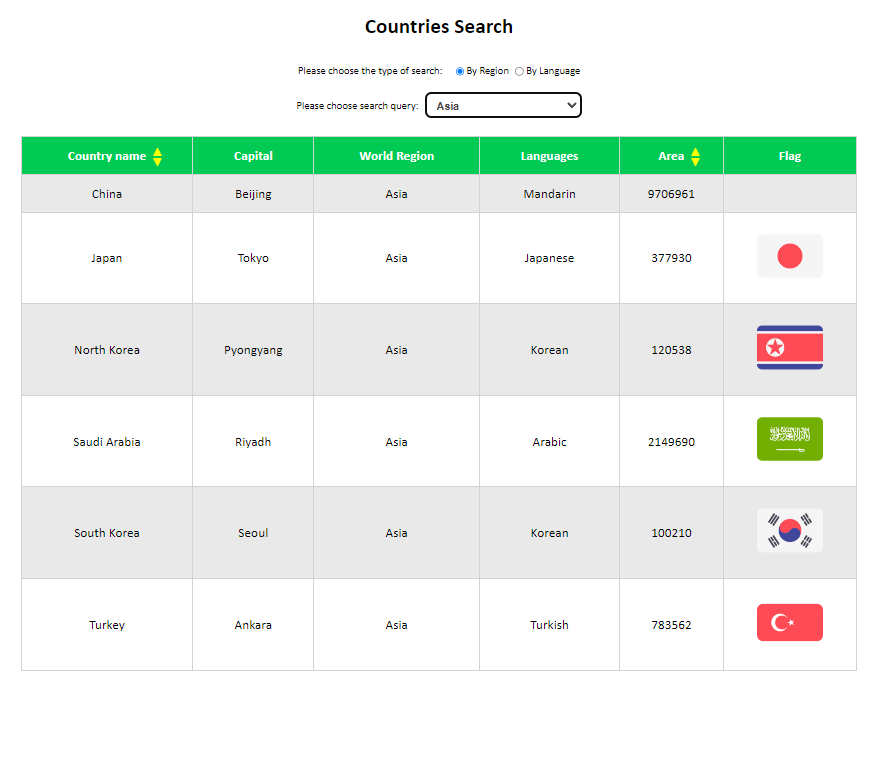 Countries Search
Please choose the type of search: By Region By Language
Please choose search query: Asia
Country name Capital World Region Languages Area Flag
China Beijing Asia Mandarin 9706961
Japan Tokyo Asia Japanese 377930
North Korea Pyongyang Asia Korean 120538
Saudi Arabia Riyadh Asia Arabic 2149690
South Korea Seoul Asia Korean 100210
Turkey Ankara Asia Turkish 783562